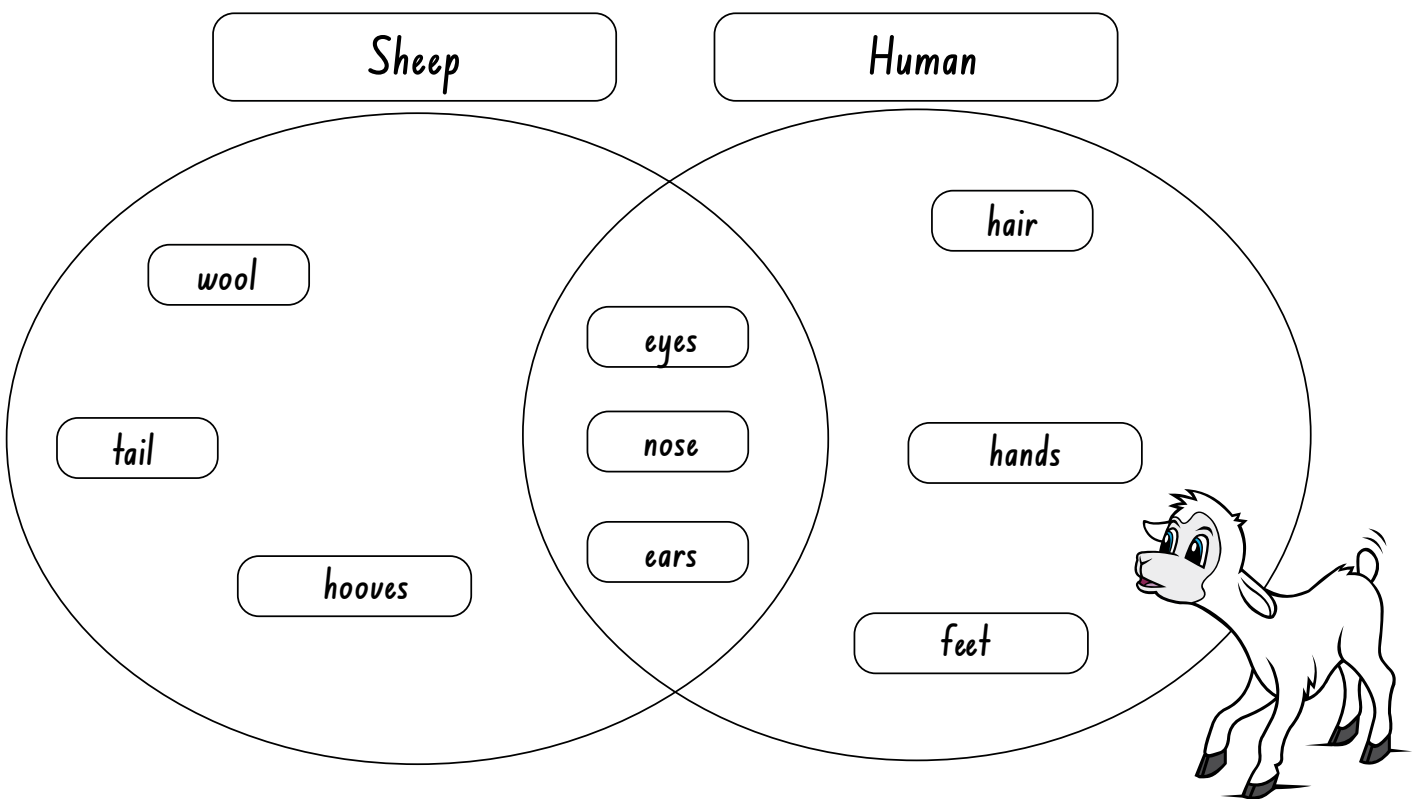 Sheep
Human
wool
tail
hooves
eyes
nose
ears
hair
hands
feet